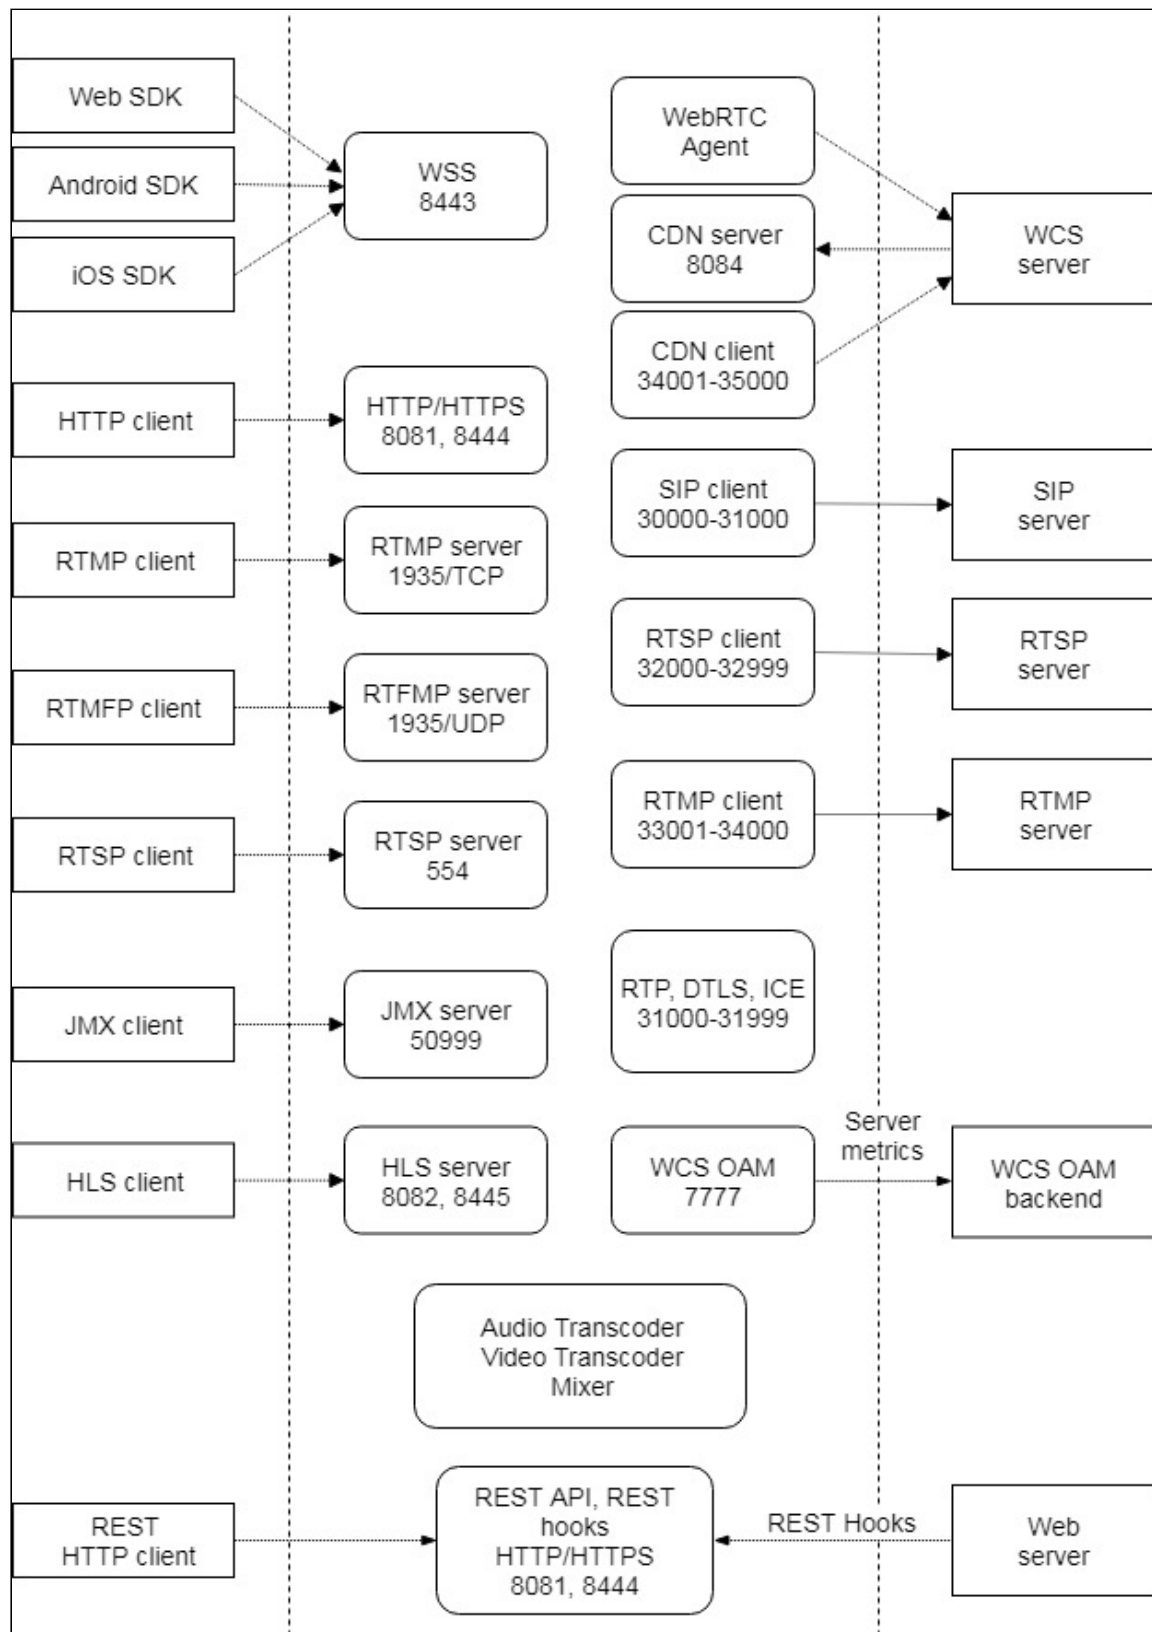 Web SDK
Android SDK
iOS SDK
WSS
8443
WebRTC
Agent
CDN server
8084
CDN client
34001-35000
WCS
server
HTTP client
HTTP/HTTPS
8081, 8444
SIP client
30000-31000
SIP
server
RTMP client
RTMP server
1935/TCP
RTSP client
32000-32999
RTSP
server
RTMFP client
RTFMP server
1935/UDP
RTMP client
33001-34000
RTMP
server
RTSP client
RTSP server
554
RTP, DTLS, ICE
31000-31999
JMX client
JMX server
50999
HLS client
HLS server
8082, 8445
WCS OAM
7777
Server
metrics
WCS OAM
backend
Audio Transcoder
Video Transcoder
Mixer
REST
HTTP client
REST API, REST
hooks
HTTP/HTTPS
8081, 8444
REST Hooks
Web
server